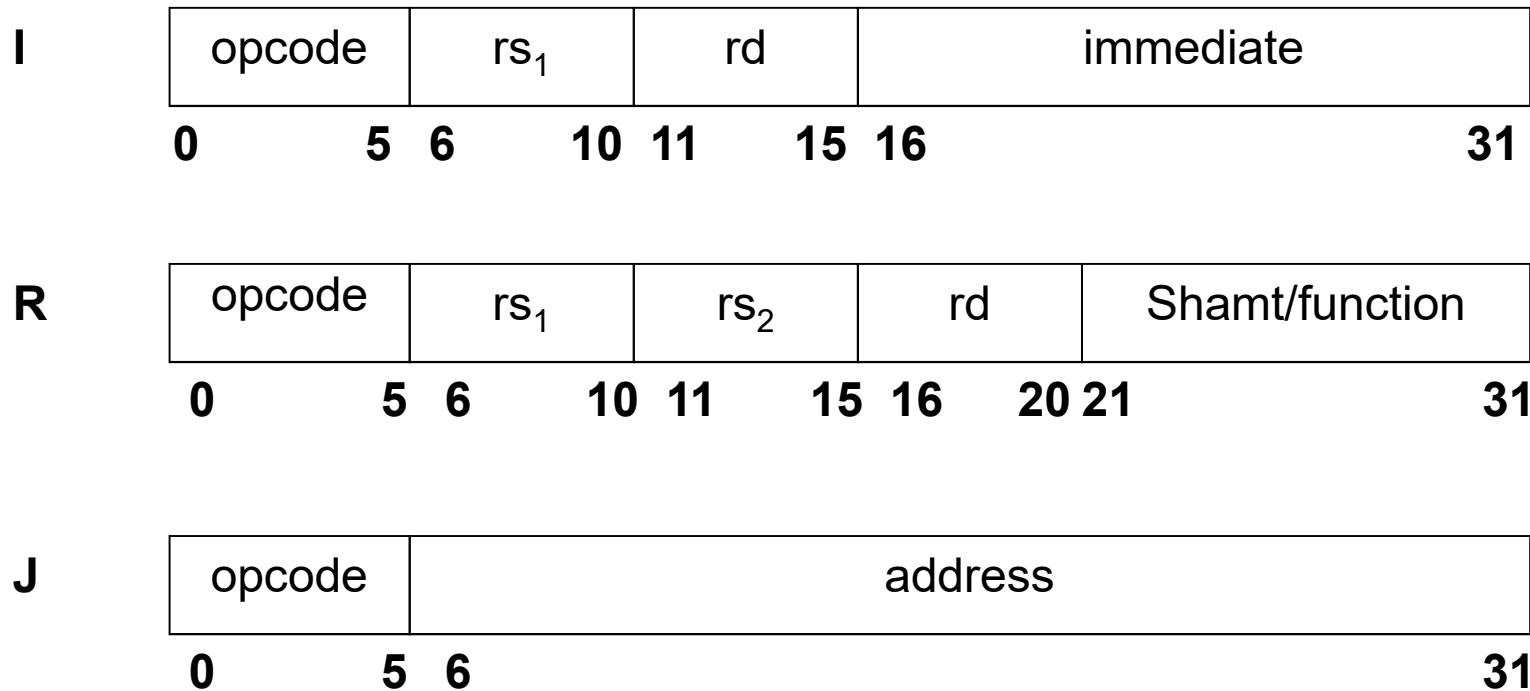 I opcode rs₁ rd immediate
0 5 6 10 11 15 16 31
R opcode rs₁ rs₂ rd Shamt/function
0 5 6 10 11 15 16 20 21 31
J opcode address
0 5 6 31